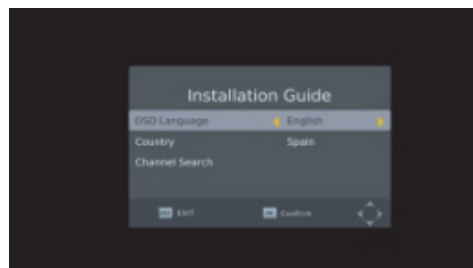 Installation Guide
OSD Language English
Country Spain
Channel Search
EXIT Confirm